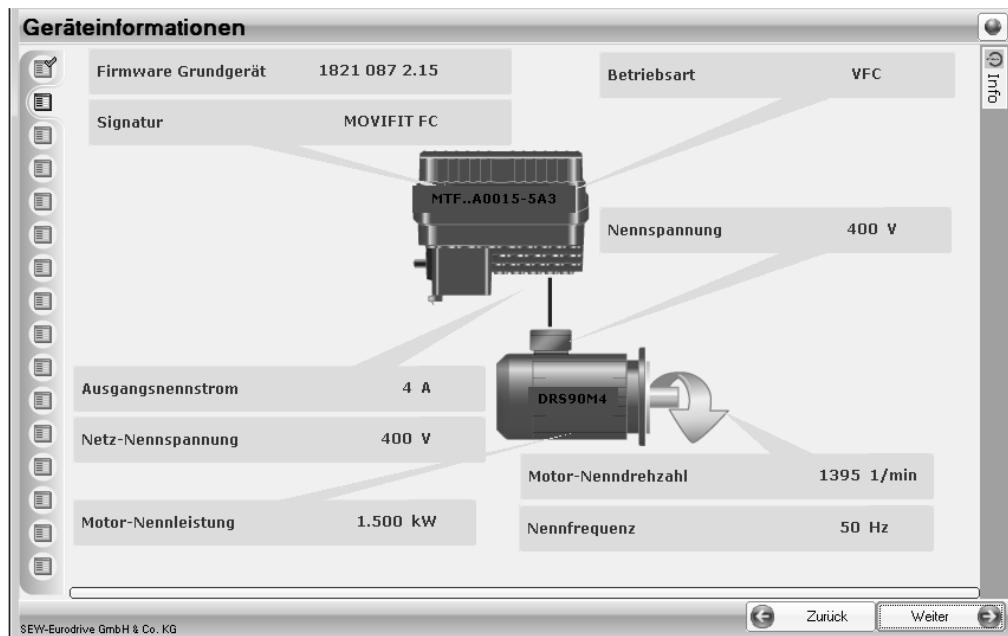 Geräteinformationen
Info
Firmware Grundgerät 1821 087 2.15
Signatur MOVIFIT FC
Betriebsart VFC
MTF..A0015-5A3
Nennspannung 400 V
Ausgangsnennstrom 4 A
Netz-Nennspannung 400 V
DRS90M4
Motor-Nenndrehzahl 1395 1/min
Motor-Nennleistung 1.500 kW
Nennfrequenz 50 Hz
Zurück
Weiter
SEW-Eurodrive GmbH & Co. KG